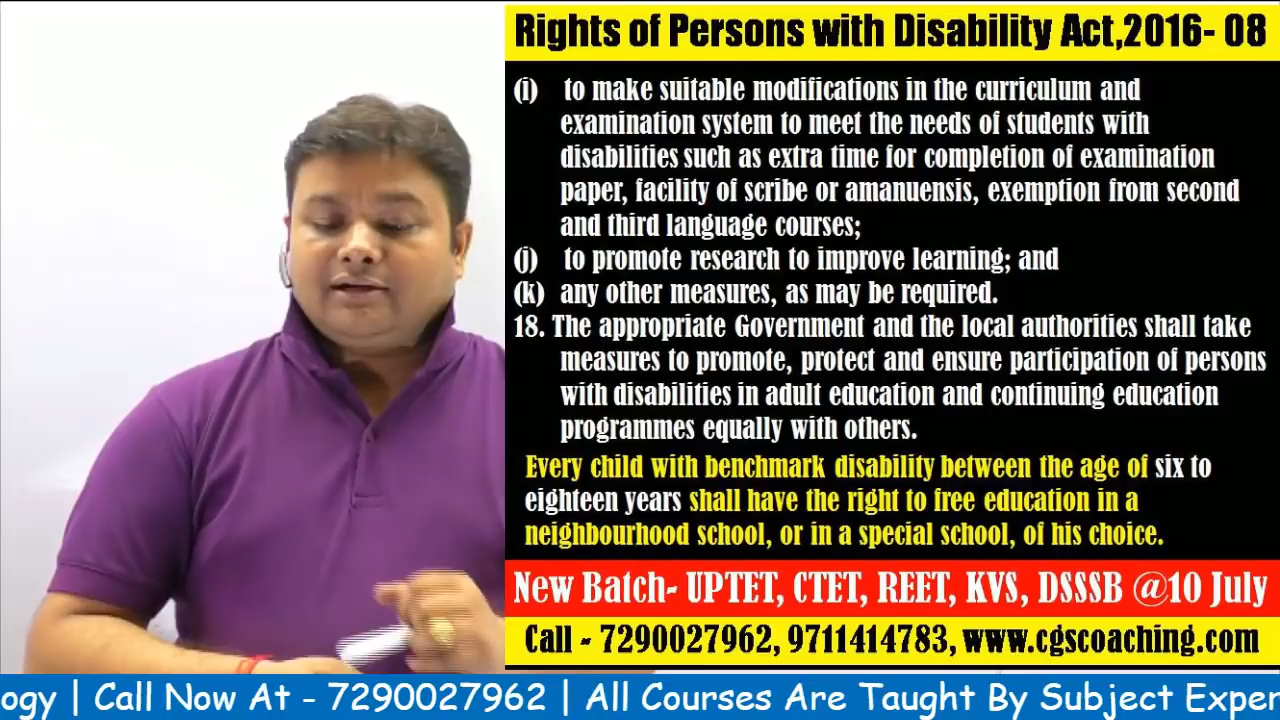 Rights of Persons with Disability Act,2016- 08
(i) to make suitable modifications in the curriculum and
examination system to meet the needs of students with
disabilities such as extra time for completion of examination
paper, facility of scribe or amanuensis, exemption from second
and third language courses;
(j) to promote research to improve learning; and
(k) any other measures, as may be required.
18. The appropriate Government and the local authorities shall take
measures to promote, protect and ensure participation of persons
with disabilities in adult education and continuing education
programmes equally with others.
Every child with benchmark disability between the age of six to
eighteen years shall have the right to free education in a
neighbourhood school, or in a special school, of his choice.
New Batch- UPTET, CTET, REET, KVS, DSSSB @10 July
Call - 7290027962, 9711414783, www.cgscoaching.com
ogy | Call Now At - 7290027962 | All Courses Are Taught By Subject Exper